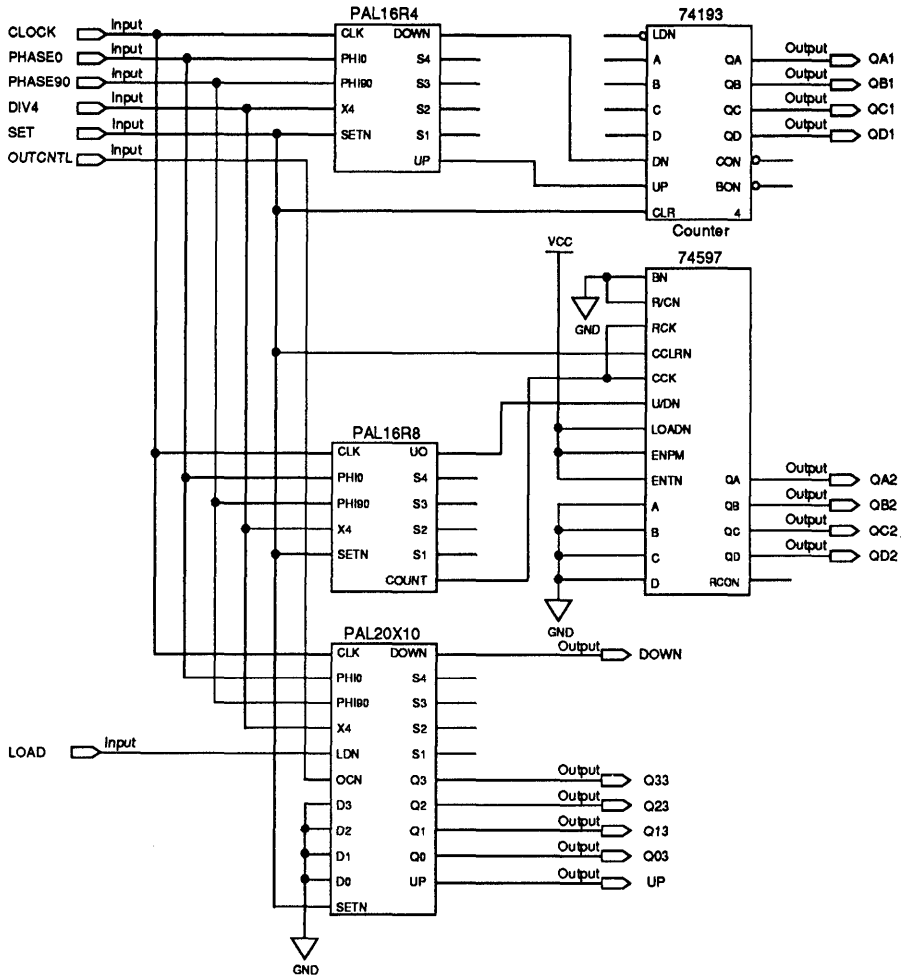 PAL16R4
74193
CLOCK Input CLK DOWN LDN
PHASE0 Input PHI0 S4 A QA Output QA1
PHASE90 Input PHI90 S3 B QB Output QB1
DIV4 Input X4 S2 C QC Output QC1
SET Input SETN S1 D QD Output QD1
OUTCNTL Input UP DN CON
UP BON
CLR 4
Counter
VCC
74597
BN
R/CN
GND
RCK
CCLRN
CCK
U/DN
PAL16R8
LOADN
CLK UO ENPM
PHI0 S4 ENTN QA Output QA2
PHI90 S3 A QB Output QB2
X4 S2 B QC Output QC2
SETN S1 C QD Output QD2
COUNT D RCON
GND
PAL20X10
CLK DOWN Output DOWN
PHI0 S4
PHI90 S3
X4 S2
LOAD Input LDN S1
OCN Q3 Output Q33
D3 Q2 Output Q23
D2 Q1 Output Q13
D1 Q0 Output Q03
D0 UP Output UP
SETN
GND